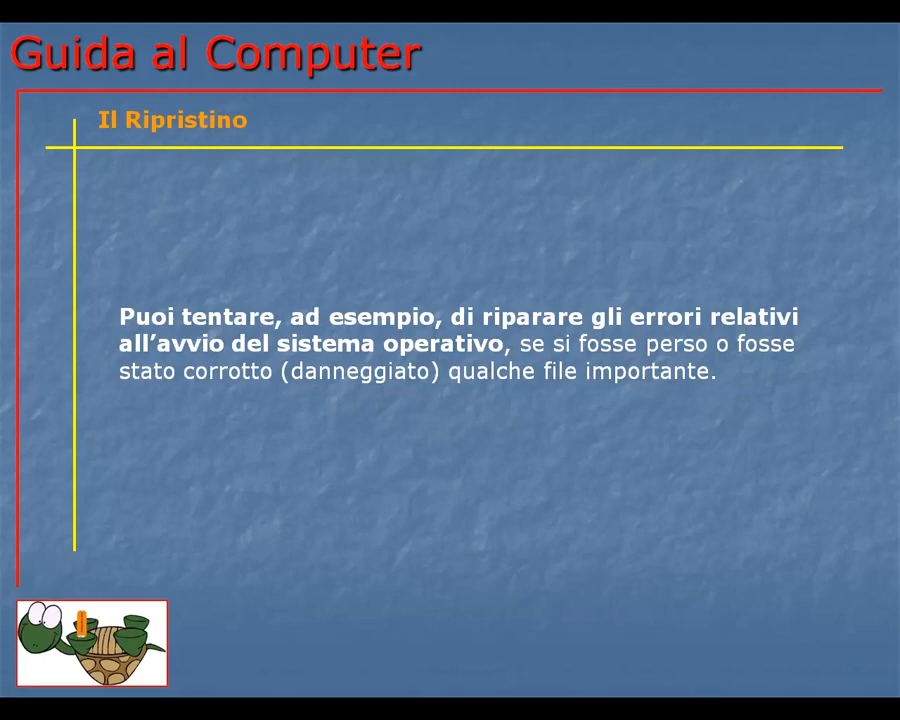 Guida al Computer
Il Ripristino
Puoi tentare, ad esempio, di riparare gli errori relativi
all’avvio del sistema operativo, se si fosse perso o fosse
stato corrotto (danneggiato) qualche file importante.